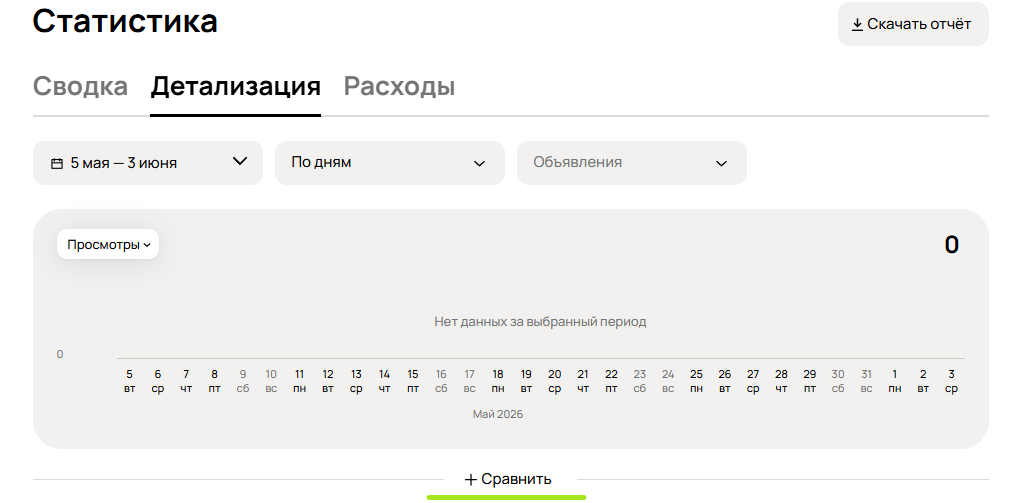 Статистика
Скачать отчёт
Сводка Детализация Расходы
5 мая — 3 июня По дням Объявления
Просмотры 0
Нет данных за выбранный период
0
5 6 7 8 9 10 11 12 13 14 15 16 17 18 19 20 21 22 23 24 25 26 27 28 29 30 31 1 2 3
вт ср чт пт сб вс пн вт ср чт пт сб вс пн вт ср чт пт сб вс пн вт ср чт пт сб вс пн вт ср
Май 2026
Сравнить